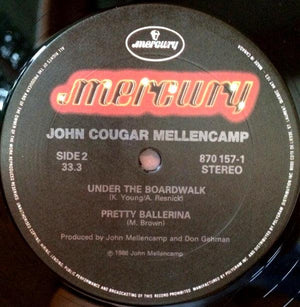 mercury
mercury
JOHN COUGAR MELLENCAMP
SIDE 2
33.3
870 157-1
STEREO
UNDER THE BOARDWALK
(K. Young/A. Resnick)
PRETTY BALLERINA
(M. Brown)
Produced by John Mellencamp and Don Gehman
© 1986 John Mellencamp